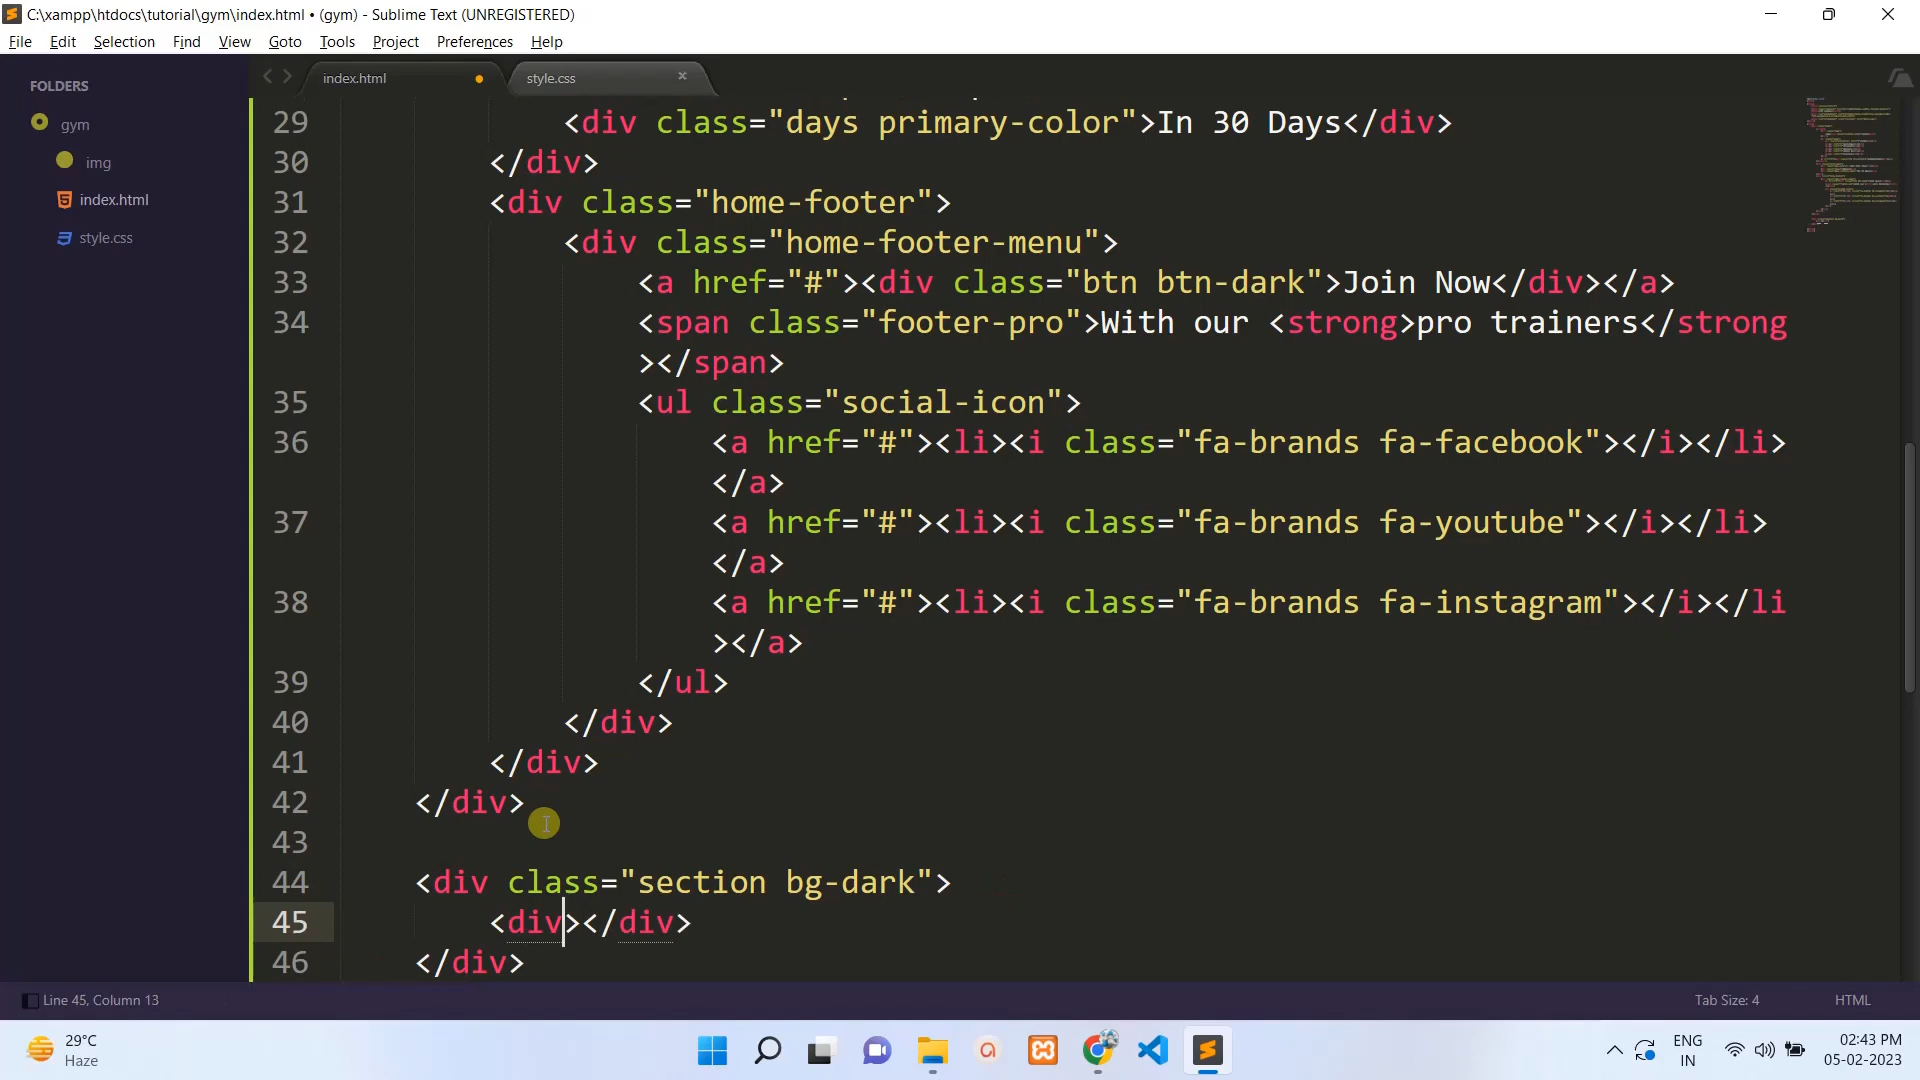 C:\xampp\htdocs\tutorial\gym\index.html • (gym) - Sublime Text (UNREGISTERED)
File Edit Selection Find View Goto Tools Project Preferences Help
FOLDERS
gym
img
index.html
style.css
index.html
style.css
29 <div class="days primary-color">In 30 Days</div>
30 </div>
31 <div class="home-footer">
32 <div class="home-footer-menu">
33 <a href="#"><div class="btn btn-dark">Join Now</div></a>
34 <span class="footer-pro">With our <strong>pro trainers</strong
></span>
35 <ul class="social-icon">
36 <a href="#"><li><i class="fa-brands fa-facebook"></i></li>
</a>
37 <a href="#"><li><i class="fa-brands fa-youtube"></i></li>
</a>
38 <a href="#"><li><i class="fa-brands fa-instagram"></i></li
></a>
39 </ul>
40 </div>
41 </div>
42 </div>
43
44 <div class="section bg-dark">
45 <div></div>
46 </div>
Line 45, Column 13
Tab Size: 4
HTML
29°C
Haze
ENG
IN
02:43 PM
05-02-2023